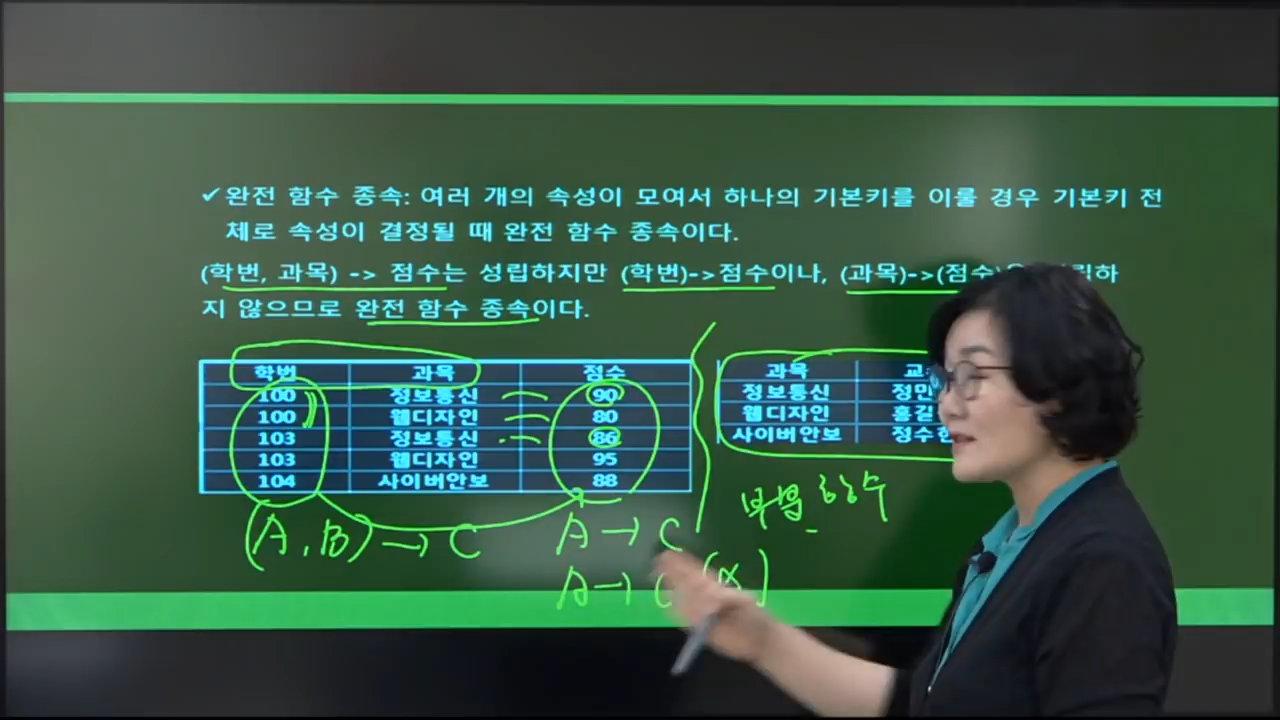 ✓완전 함수 종속: 여러 개의 속성이 모여서 하나의 기본키를 이룰 경우 기본키 전
체로 속성이 결정될 때 완전 함수 종속이다.
(학번, 과목) -> 점수는 성립하지만 (학번)->점수이나, (과목)->(점수
지 않으므로 완전 함수 종속이다.
학번 과목 점수
100 정보통신 90
100 웹디자인 80
103 정보통신 86
103 웹디자인 95
104 사이버안보 88
과목
정보통신
웹디자인
사이버안보
부분 함수
(A, B) → C
A → C
A → C